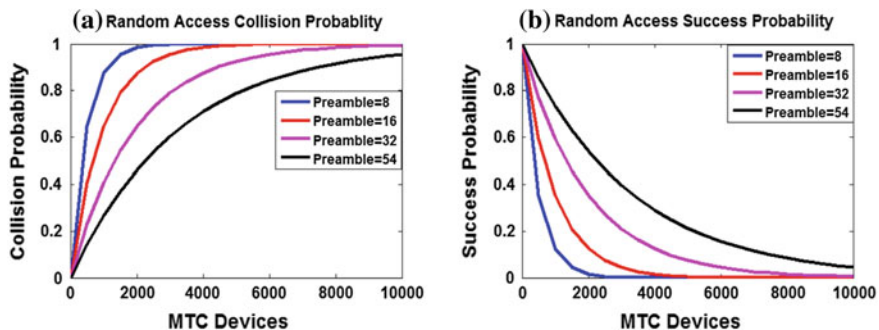 (a) Random Access Collision Probablity
Collision Probability
1
0.8
0.6
0.4
0.2
0
Preamble=8
Preamble=16
Preamble=32
Preamble=54
0 2000 4000 6000 8000 10000
MTC Devices
(b) Random Access Success Probability
Success Probability
1
0.8
0.6
0.4
0.2
0
Preamble=8
Preamble=16
Preamble=32
Preamble=54
0 2000 4000 6000 8000 10000
MTC Devices